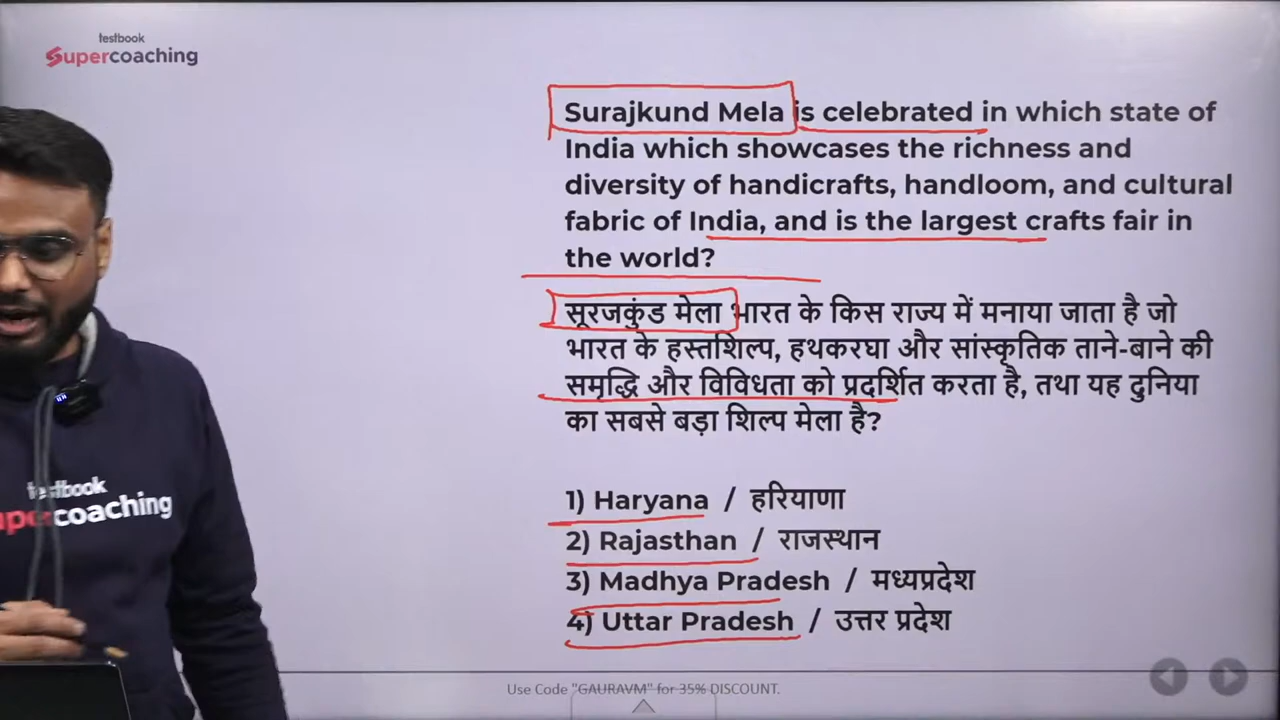 testbook
Supercoaching
Surajkund Mela is celebrated in which state of
India which showcases the richness and
diversity of handicrafts, handloom, and cultural
fabric of India, and is the largest crafts fair in
the world?
सूरजकुंड मेला भारत के किस राज्य में मनाया जाता है जो
भारत के हस्तशिल्प, हथकरघा और सांस्कृतिक ताने-बाने की
समृद्धि और विविधता को प्रदर्शित करता है, तथा यह दुनिया
का सबसे बड़ा शिल्प मेला है?
1) Haryana / हरियाणा
2) Rajasthan / राजस्थान
3) Madhya Pradesh / मध्यप्रदेश
4) Uttar Pradesh / उत्तर प्रदेश
testbook
upercoaching
Use Code "GAURAVM" for 35% DISCOUNT.